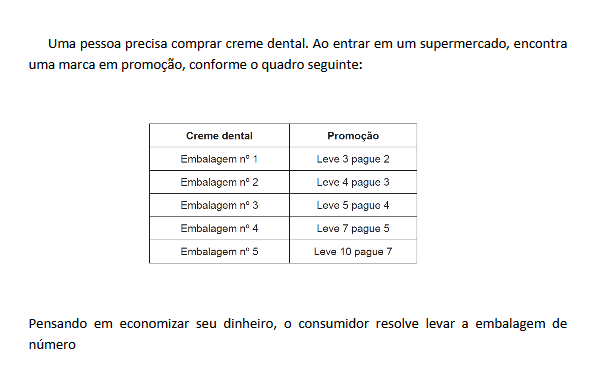 Uma pessoa precisa comprar creme dental. Ao entrar em um supermercado, encontra
uma marca em promoção, conforme o quadro seguinte:
Creme dental Promoção
Embalagem nº 1 Leve 3 pague 2
Embalagem nº 2 Leve 4 pague 3
Embalagem nº 3 Leve 5 pague 4
Embalagem nº 4 Leve 7 pague 5
Embalagem nº 5 Leve 10 pague 7
Pensando em economizar seu dinheiro, o consumidor resolve levar a embalagem de
número